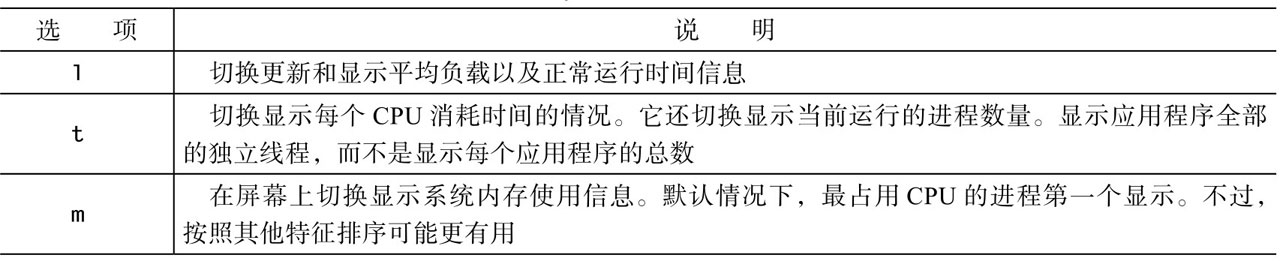 选 项 说 明
l 切换更新和显示平均负载以及正常运行时间信息
切换显示每个 CPU 消耗时间的情况。它还切换显示当前运行的进程数量。显示应用程序全部
t
的独立线程，而不是显示每个应用程序的总数
在屏幕上切换显示系统内存使用信息。默认情况下，最占用 CPU 的进程第一个显示。不过，
m
按照其他特征排序可能更有用